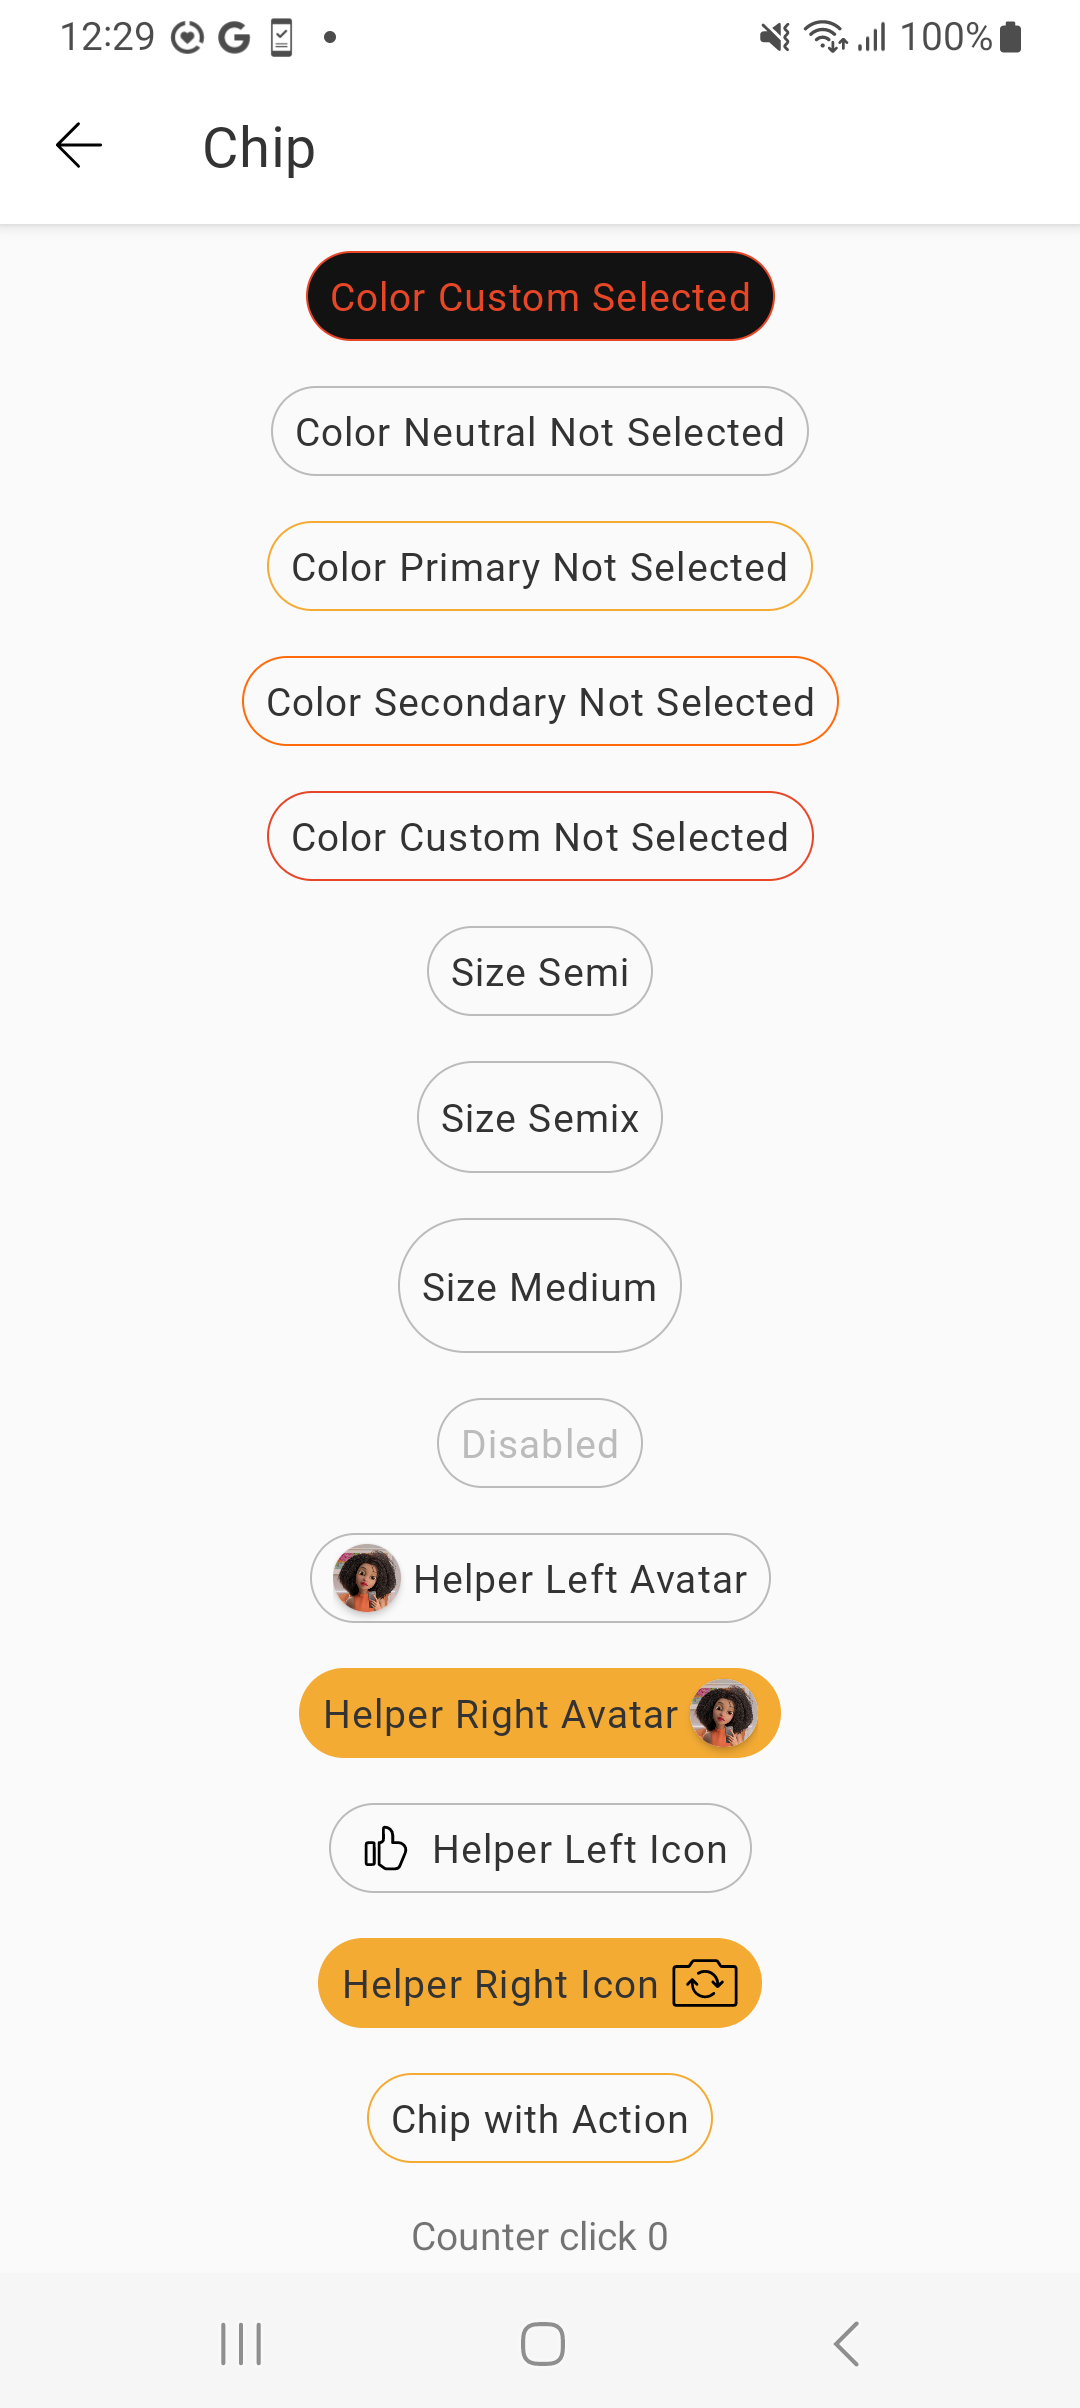 12:29 100%
Chip
Color Custom Selected
Color Neutral Not Selected
Color Primary Not Selected
Color Secondary Not Selected
Color Custom Not Selected
Size Semi
Size Semix
Size Medium
Disabled
Helper Left Avatar
Helper Right Avatar
Helper Left Icon
Helper Right Icon
Chip with Action
Counter click 0